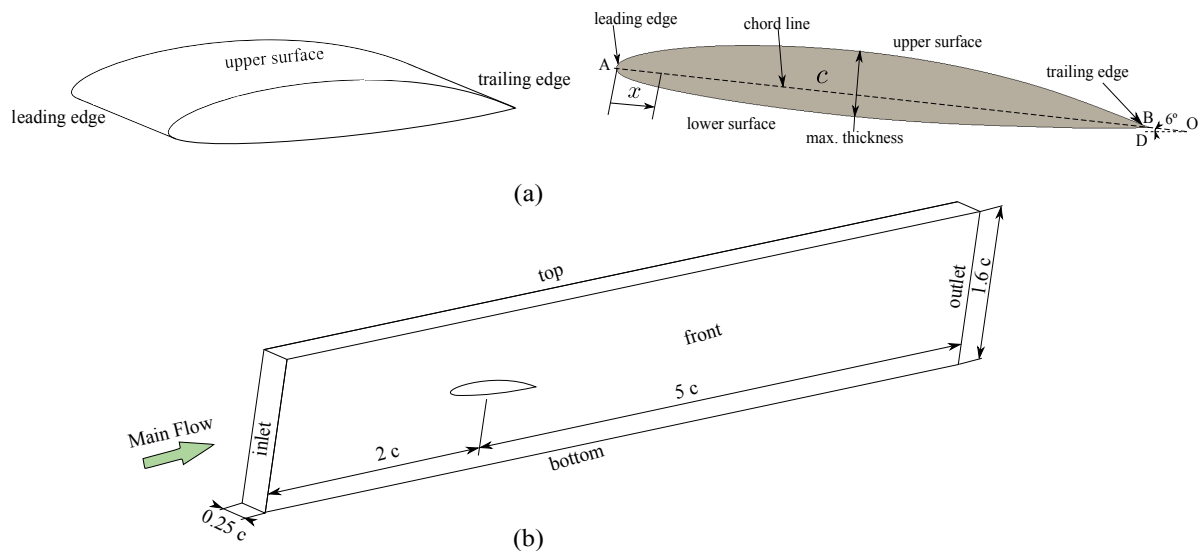 upper surface
trailing edge
leading edge
leading edge
chord line
upper surface
A
c
trailing edge
x
B
6º
O
lower surface
D
max. thickness
(a)
top
outlet
1.6 c
front
5 c
Main Flow
inlet
2 c
bottom
0.25 c
(b)